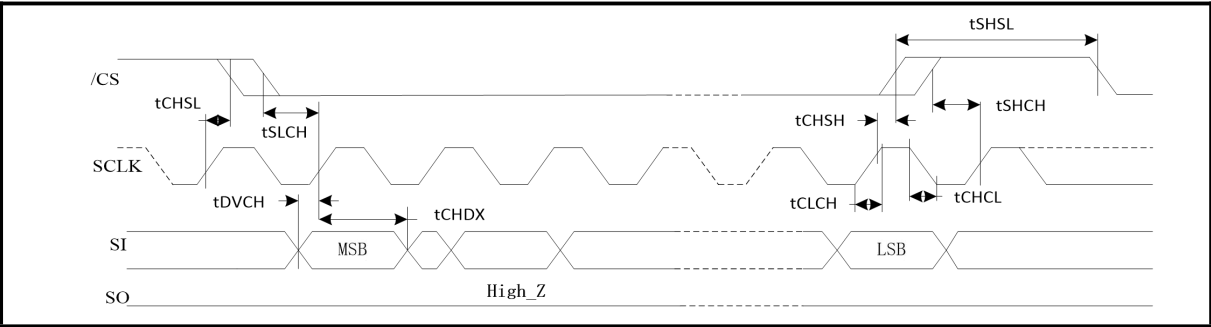 tSHSL
/CS
tCHSL
tSLCH
tCHSH
tSHCH
SCLK
tDVCH
tCHDX
tCLCH
tCHCL
SI
MSB
LSB
SO
High_Z